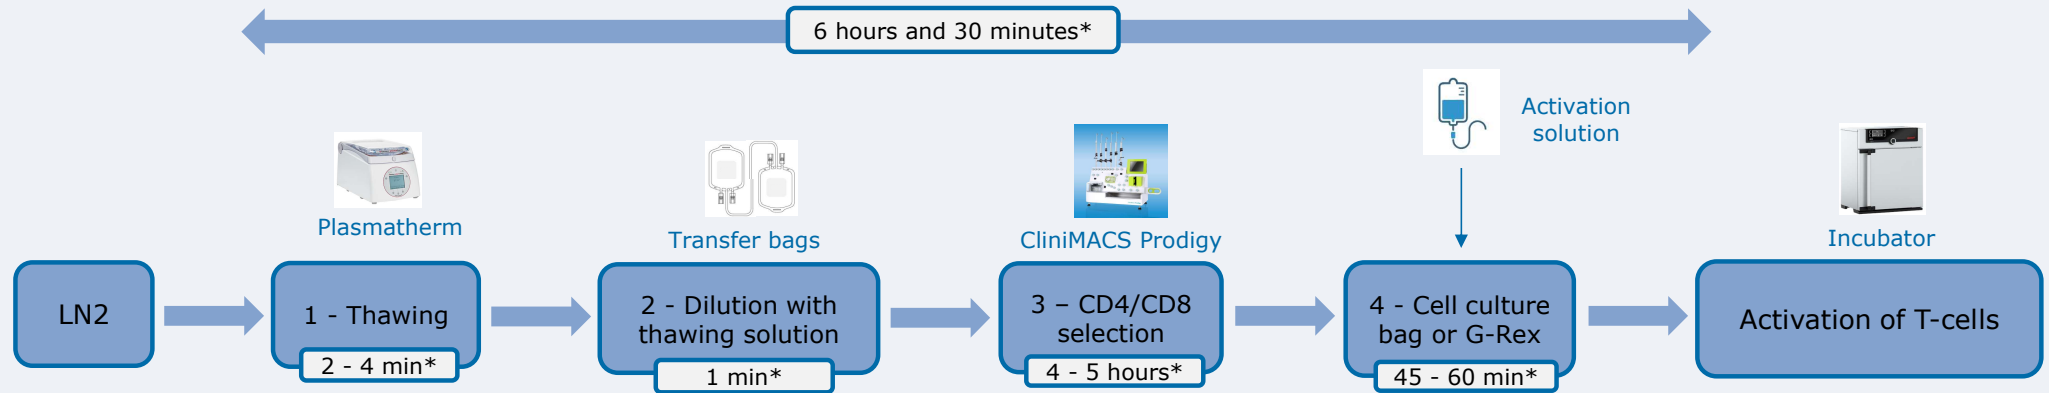 6 hours and 30 minutes*
Activation
solution
Plasmatherm
Transfer bags
CliniMACS Prodigy
Incubator
LN2
1 - Thawing
2 - 4 min*
2 - Dilution with
thawing solution
1 min*
3 – CD4/CD8
selection
4 - 5 hours*
4 - Cell culture
bag or G-Rex
45 - 60 min*
Activation of T-cells